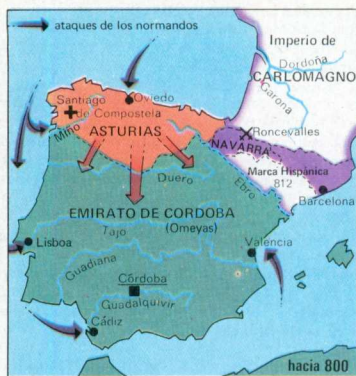 ataques de los normandos
Imperio de
CARLOMAGNO
Dordoña
Garona
Santiago
de Compostela
Oviedo
Miño
ASTURIAS
Roncevalles
NAVARRA
Marca Hispánica
812
Duero
Ebro
Barcelona
EMIRATO DE CORDOBA
(Omeyas)
Tajo
Lisboa
Valencia
Guadiana
Córdoba
Guadalquivir
Cádiz
hacia 800